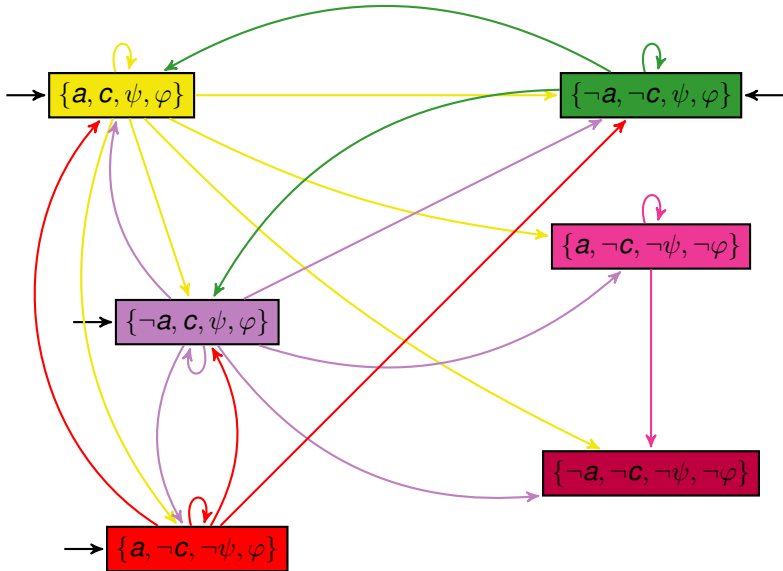 {a, c, ψ, φ}
{¬a, ¬c, ψ, φ}
{a, ¬c, ¬ψ, ¬φ}
{¬a, c, ψ, φ}
{¬a, ¬c, ¬ψ, ¬φ}
{a, ¬c, ¬ψ, φ}